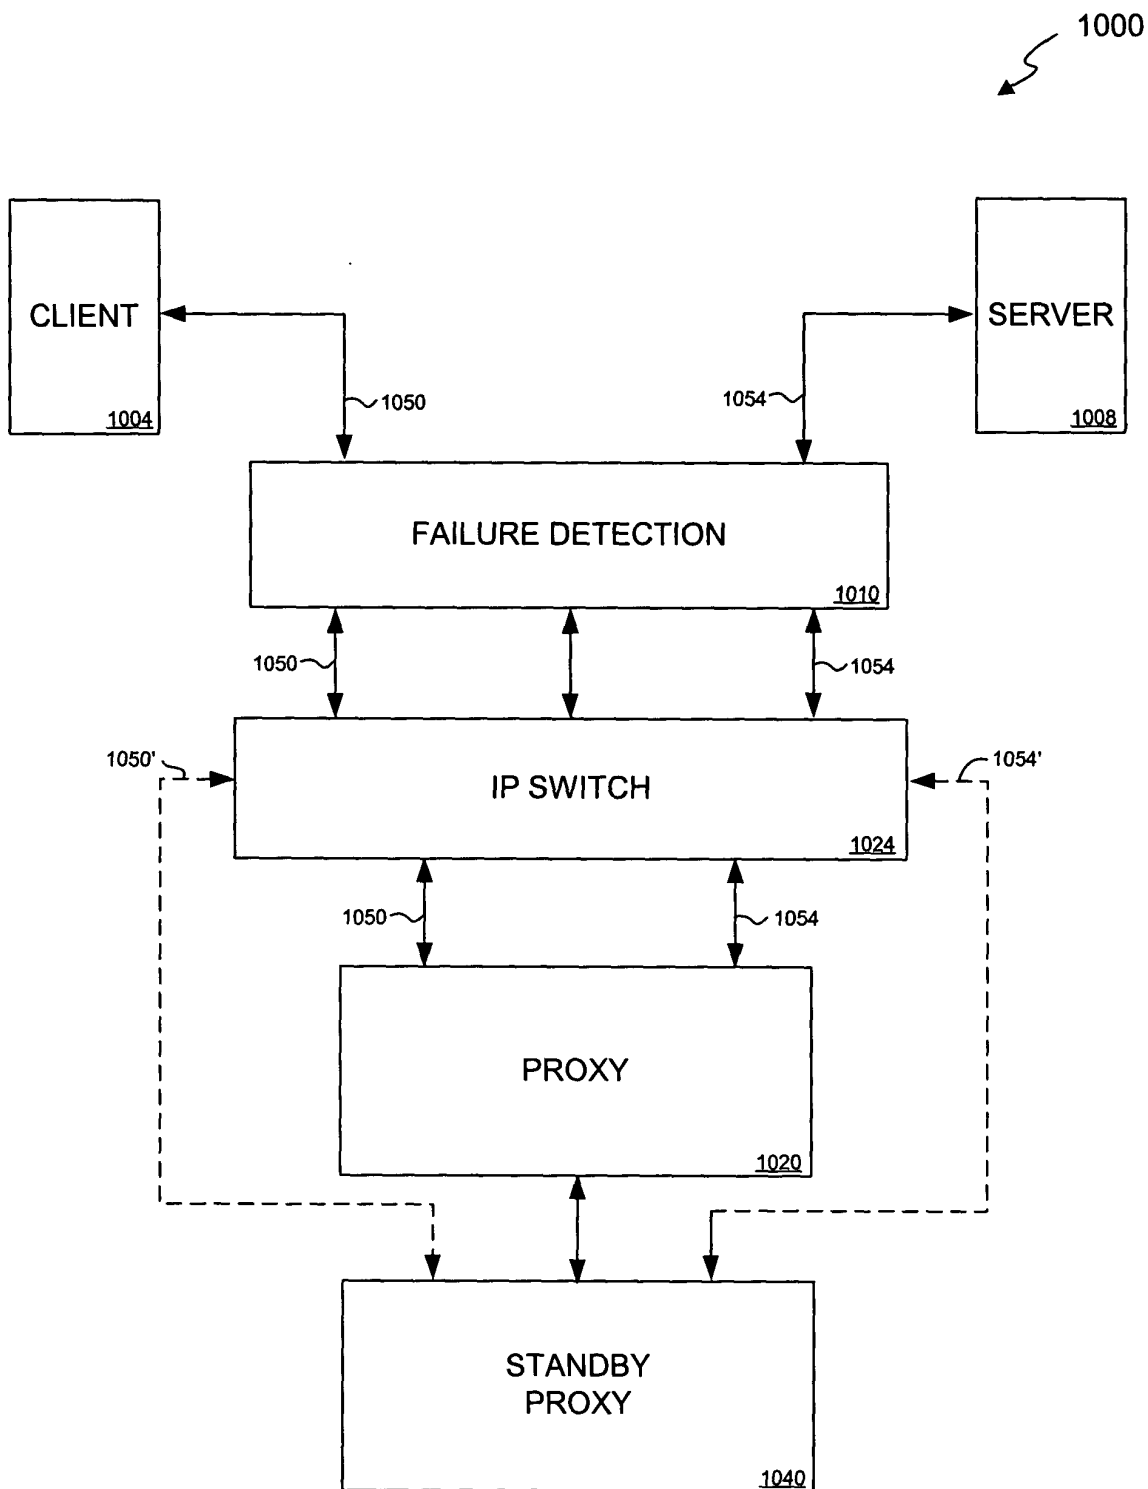 1000
CLIENT
1004
SERVER
1008
1050
1054
FAILURE DETECTION
1010
1050
1054
1050'
1054'
IP SWITCH
1024
1050
1054
PROXY
1020
STANDBY
PROXY
1040